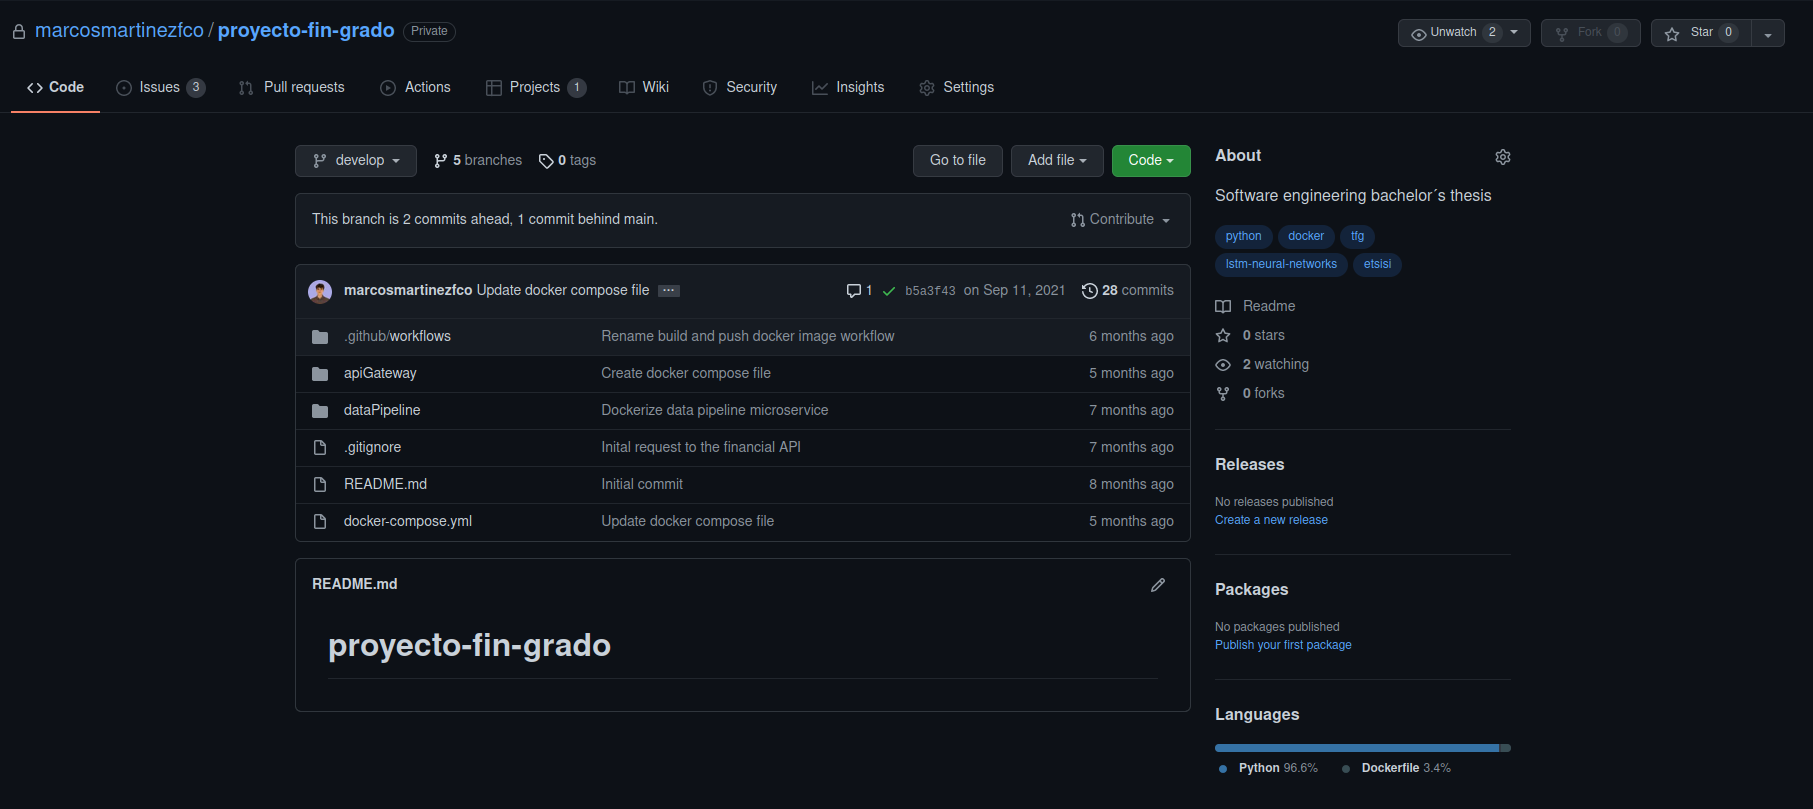 marcosmartinezfco / proyecto-fin-grado Private
Unwatch 2 Fork 0 Star 0
Code Issues 3 Pull requests Actions Projects 1 Wiki Security Insights Settings
develop 5 branches 0 tags Go to file Add file Code
This branch is 2 commits ahead, 1 commit behind main. Contribute
marcosmartinezfco Update docker compose file ... 1 b5a3f43 on Sep 11, 2021 28 commits
.github/workflows Rename build and push docker image workflow 6 months ago
apiGateway Create docker compose file 5 months ago
dataPipeline Dockerize data pipeline microservice 7 months ago
.gitignore Inital request to the financial API 7 months ago
README.md Initial commit 8 months ago
docker-compose.yml Update docker compose file 5 months ago
README.md
proyecto-fin-grado
About
Software engineering bachelor´s thesis
python docker tfg
lstm-neural-networks etsisi
Readme
0 stars
2 watching
0 forks
Releases
No releases published
Create a new release
Packages
No packages published
Publish your first package
Languages
Python 96.6% Dockerfile 3.4%